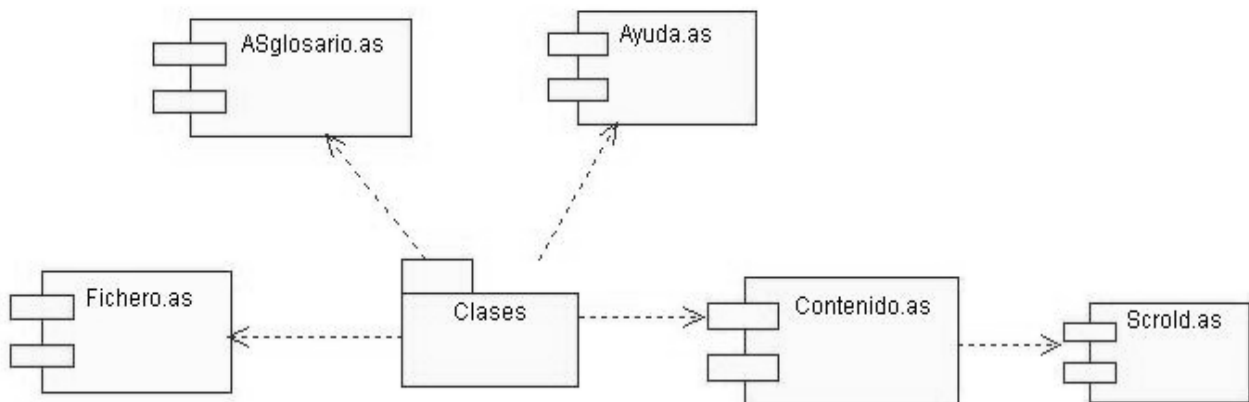 ASglosario.as
Ayuda.as
Fichero.as
Clases
Contenido.as
Scrold.as